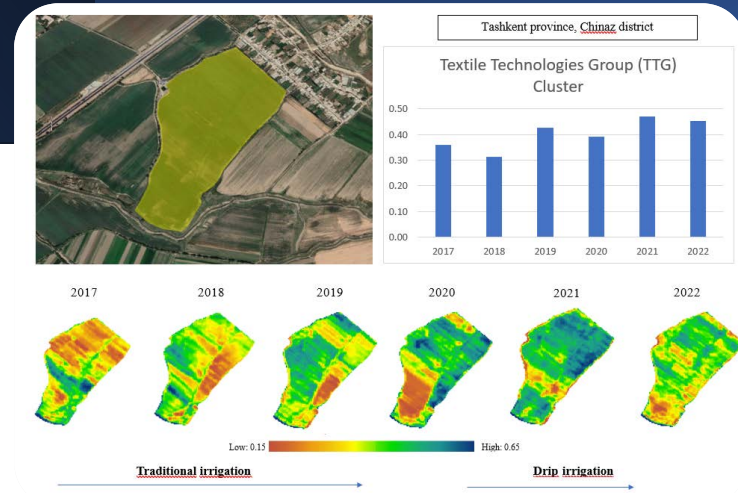 Tashkent province, Chinaz district
Textile Technologies Group (TTG)
Cluster
0.50
0.40
0.30
0.20
0.10
0.00
2017 2018 2019 2020 2021 2022
2017 2018 2019 2020 2021 2022
Low: 0.15 High: 0.65
Traditional irrigation Drip irrigation